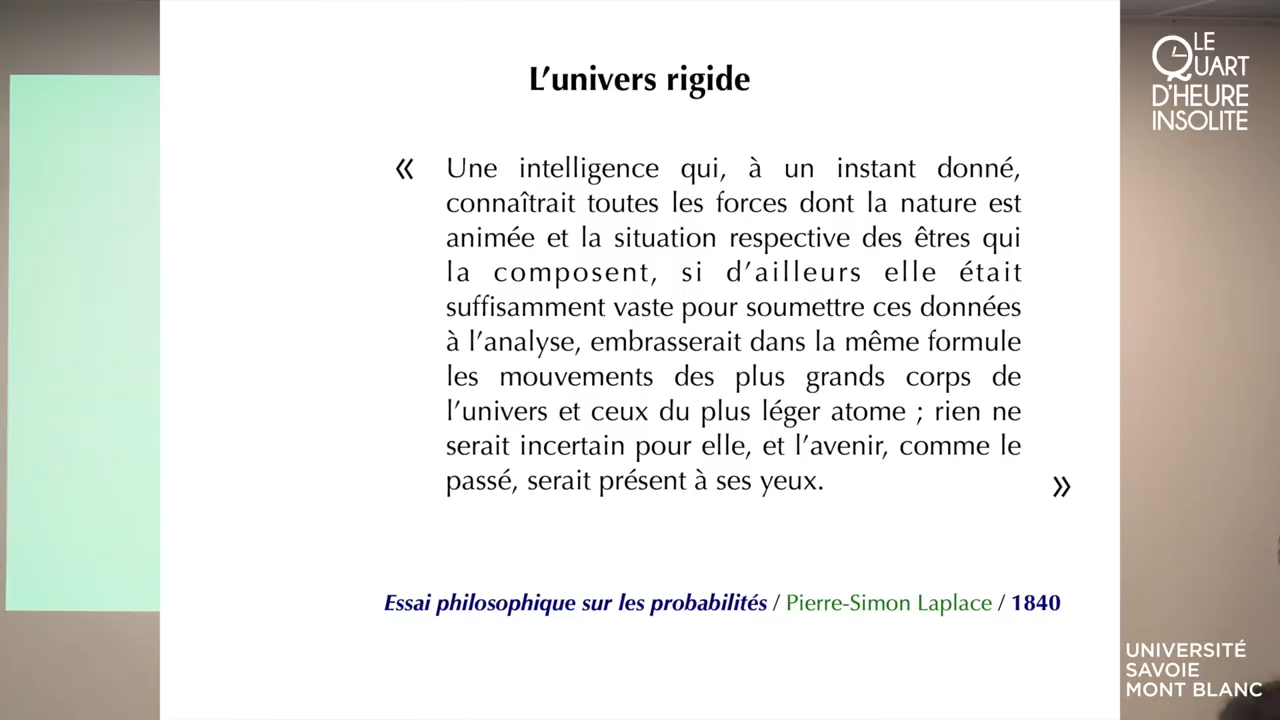 L'univers rigide
« Une intelligence qui, à un instant donné,
connaîtrait toutes les forces dont la nature est
animée et la situation respective des êtres qui
la composent, si d'ailleurs elle était
suffisamment vaste pour soumettre ces données
à l'analyse, embrasserait dans la même formule
les mouvements des plus grands corps de
l'univers et ceux du plus léger atome ; rien ne
serait incertain pour elle, et l'avenir, comme le
passé, serait présent à ses yeux. »
Essai philosophique sur les probabilités / Pierre-Simon Laplace / 1840
LE
QUART
D'HEURE
INSOLITE
UNIVERSITÉ
SAVOIE
MONT BLANC